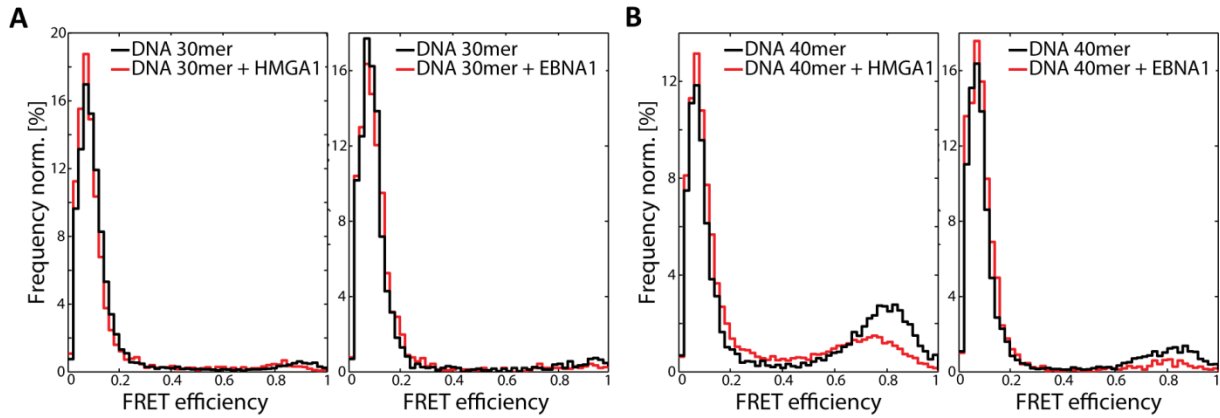 A
B
20
16
12
8
4
0
Frequency norm. [%]
DNA 30mer
DNA 30mer + HMGA1
0 0.2 0.4 0.6 0.8 1
FRET efficiency
16
12
8
4
0
DNA 30mer
DNA 30mer + EBNA1
0 0.2 0.4 0.6 0.8 1
FRET efficiency
12
8
4
0
Frequency norm. [%]
DNA 40mer
DNA 40mer + HMGA1
0 0.2 0.4 0.6 0.8 1
FRET efficiency
16
12
8
4
0
DNA 40mer
DNA 40mer + EBNA1
0 0.2 0.4 0.6 0.8 1
FRET efficiency